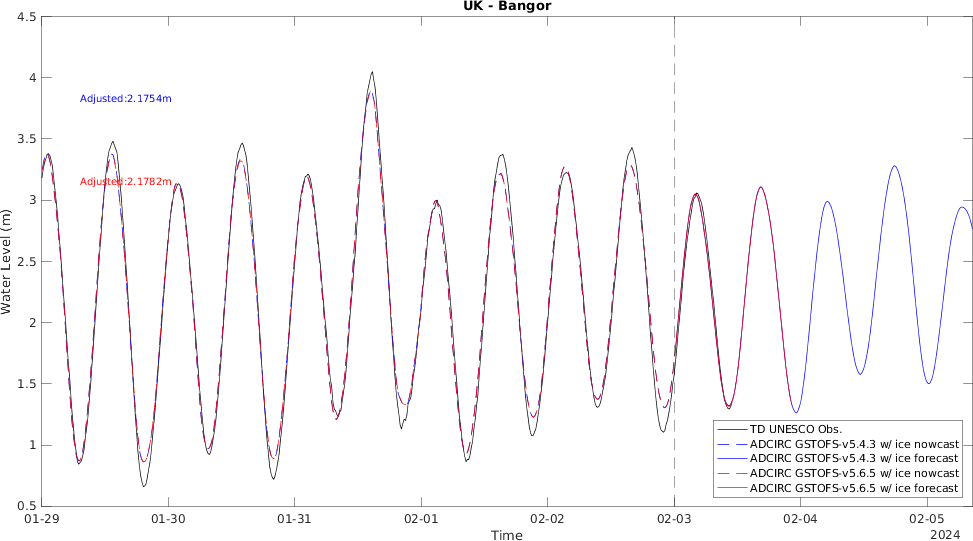 UK - Bangor
4.5
4
3.5
3
2.5
2
1.5
1
0.5
Water Level (m)
Adjusted:2.1754m
Adjusted:2.1782m
TD UNESCO Obs.
ADCIRC GSTOFS-v5.4.3 w/ ice nowcast
ADCIRC GSTOFS-v5.4.3 w/ ice forecast
ADCIRC GSTOFS-v5.6.5 w/ ice nowcast
ADCIRC GSTOFS-v5.6.5 w/ ice forecast
01-29 01-30 01-31 02-01 02-02 02-03 02-04 02-05
Time
2024